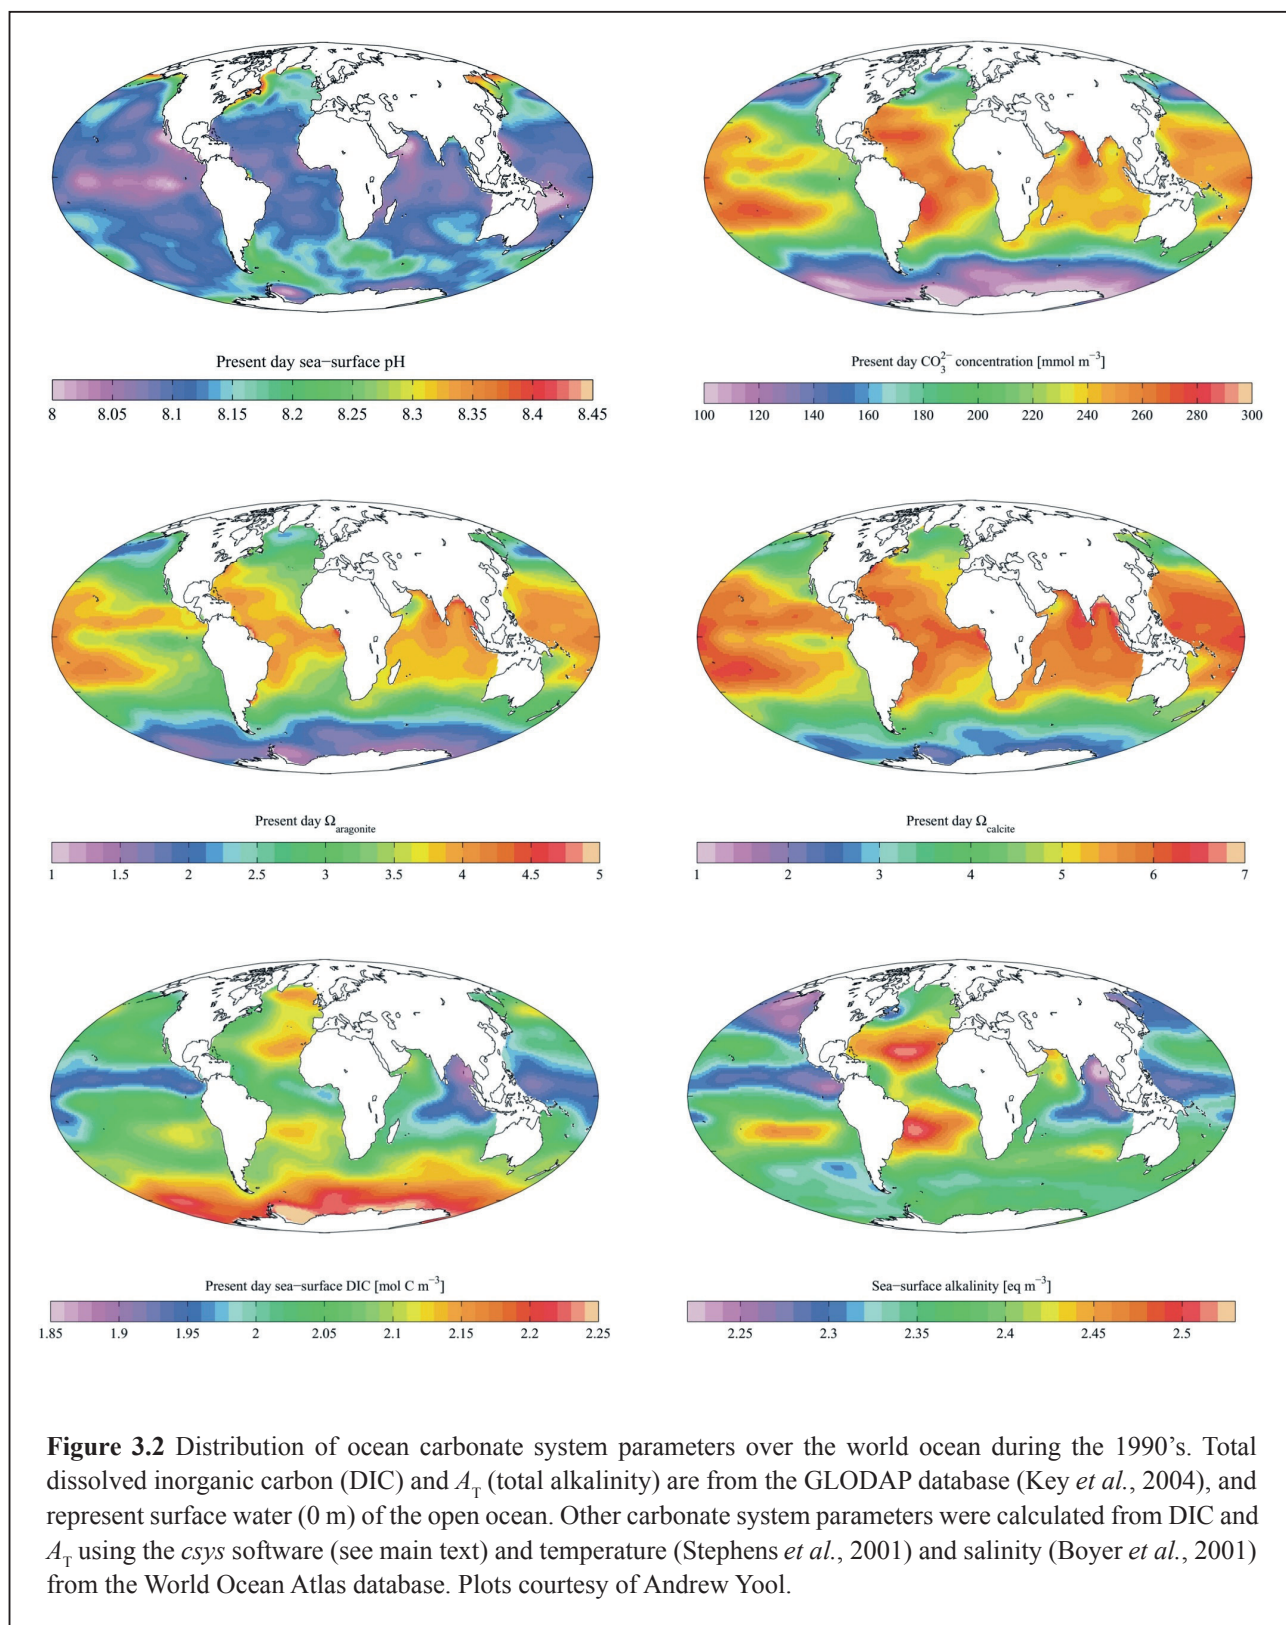 Present day sea−surface pH
8 8.05 8.1 8.15 8.2 8.25 8.3 8.35 8.4 8.45
Present day CO₃²⁻ concentration [mmol m⁻³]
100 120 140 160 180 200 220 240 260 280 300
Present day Ωaragonite
1 1.5 2 2.5 3 3.5 4 4.5 5
Present day Ωcalcite
1 2 3 4 5 6 7
Present day sea−surface DIC [mol C m⁻³]
1.85 1.9 1.95 2 2.05 2.1 2.15 2.2 2.25
Sea−surface alkalinity [eq m⁻³]
2.25 2.3 2.35 2.4 2.45 2.5
Figure 3.2 Distribution of ocean carbonate system parameters over the world ocean during the 1990’s. Total
dissolved inorganic carbon (DIC) and A_T (total alkalinity) are from the GLODAP database (Key et al., 2004), and
represent surface water (0 m) of the open ocean. Other carbonate system parameters were calculated from DIC and
A_T using the csys software (see main text) and temperature (Stephens et al., 2001) and salinity (Boyer et al., 2001)
from the World Ocean Atlas database. Plots courtesy of Andrew Yool.